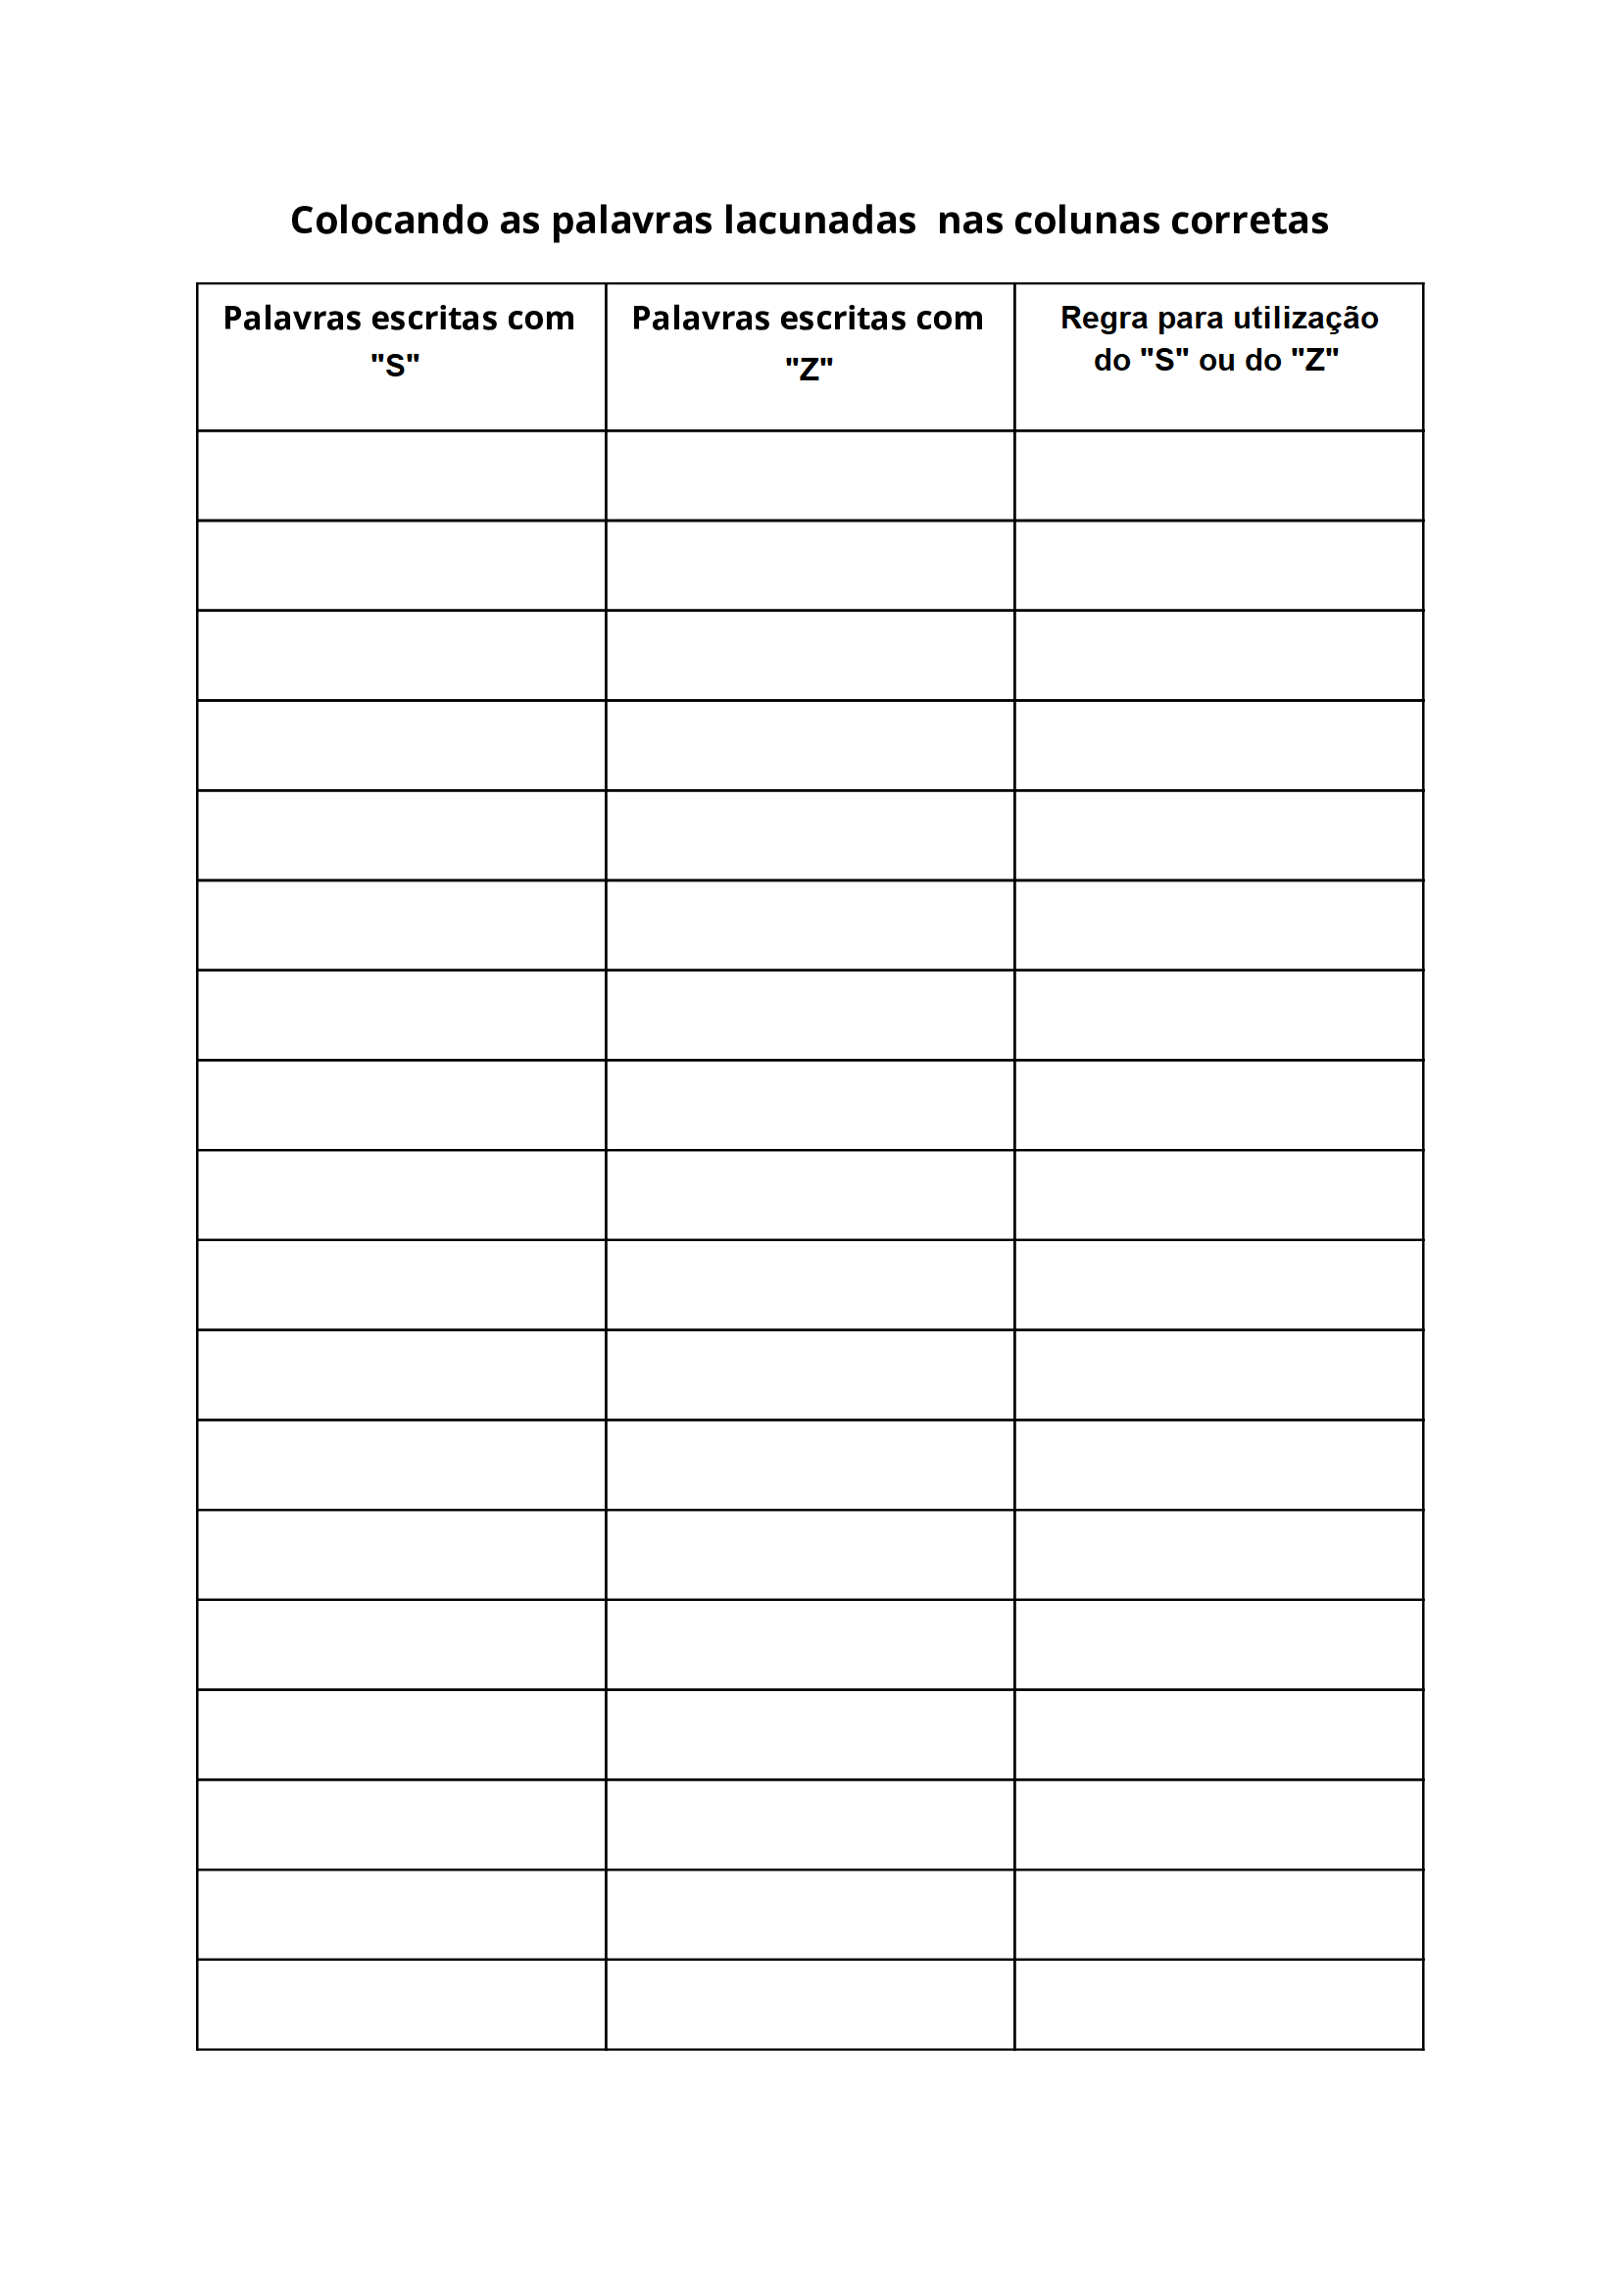 Colocando as palavras lacunadas  nas colunas corretas
Palavras escritas com
"S"
Palavras escritas com
"Z"
Regra para utilização
do "S" ou do "Z"